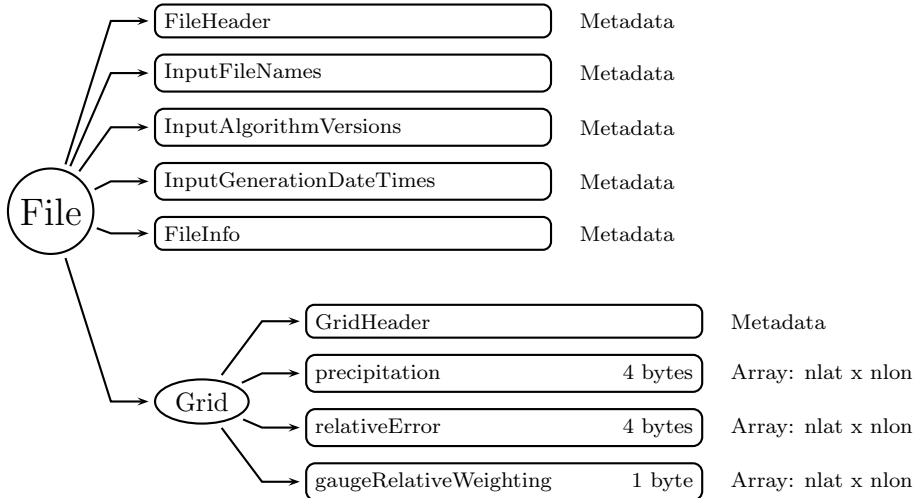 FileHeader Metadata
InputFileNames Metadata
InputAlgorithmVersions Metadata
InputGenerationDateTimes Metadata
File
FileInfo Metadata
GridHeader Metadata
precipitation 4 bytes Array: nlat x nlon
Grid
relativeError 4 bytes Array: nlat x nlon
gaugeRelativeWeighting 1 byte Array: nlat x nlon